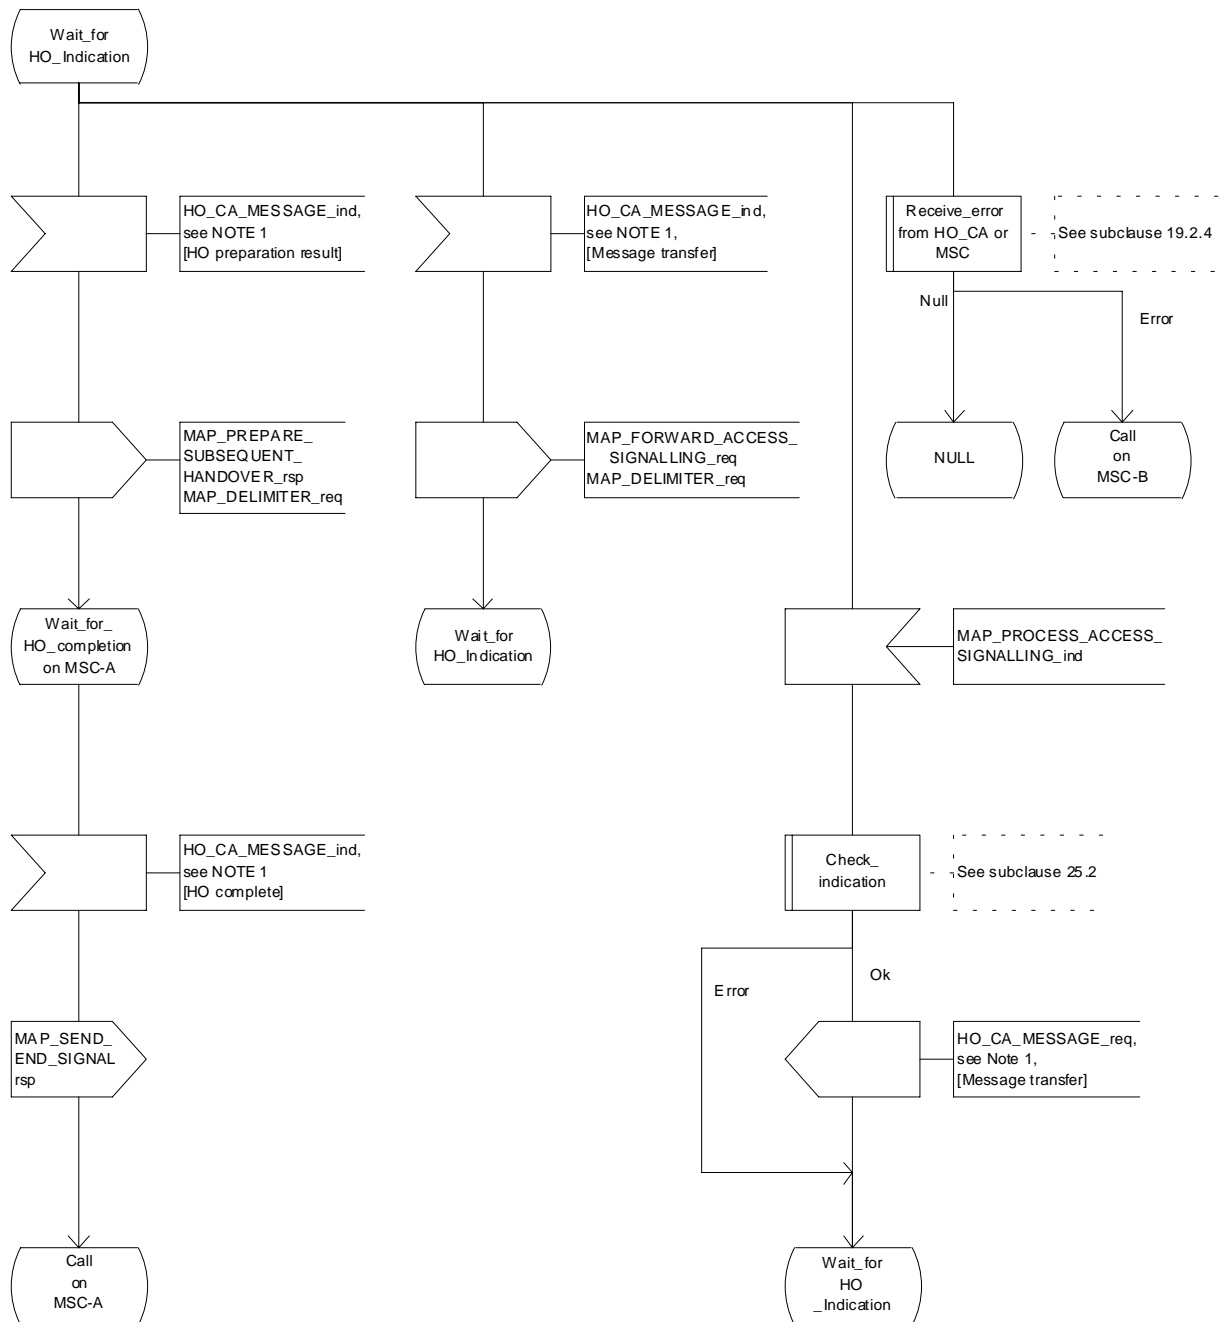 Wait_for
HO_Indication
HO_CA_MESSAGE_ind,
see NOTE 1
[HO preparation result]
HO_CA_MESSAGE_ind,
see NOTE 1,
[Message transfer]
Receive_error
from HO_CA or
MSC
See subclause 19.2.4
Null
Error
MAP_PREPARE_
SUBSEQUENT_
HANDOVER_rsp
MAP_DELIMITER_req
MAP_FORWARD_ACCESS_
SIGNALLING_req
MAP_DELIMITER_req
NULL
Call
on
MSC-B
Wait_for_
HO_completion
on MSC-A
Wait_for
HO_Indication
MAP_PROCESS_ACCESS_
SIGNALLING_ind
HO_CA_MESSAGE_ind,
see NOTE 1
[HO complete]
Check_
indication
See subclause 25.2
Error
Ok
MAP_SEND_
END_SIGNAL
rsp
HO_CA_MESSAGE_req,
see Note 1,
[Message transfer]
Call
on
MSC-A
Wait_for
HO
_Indication